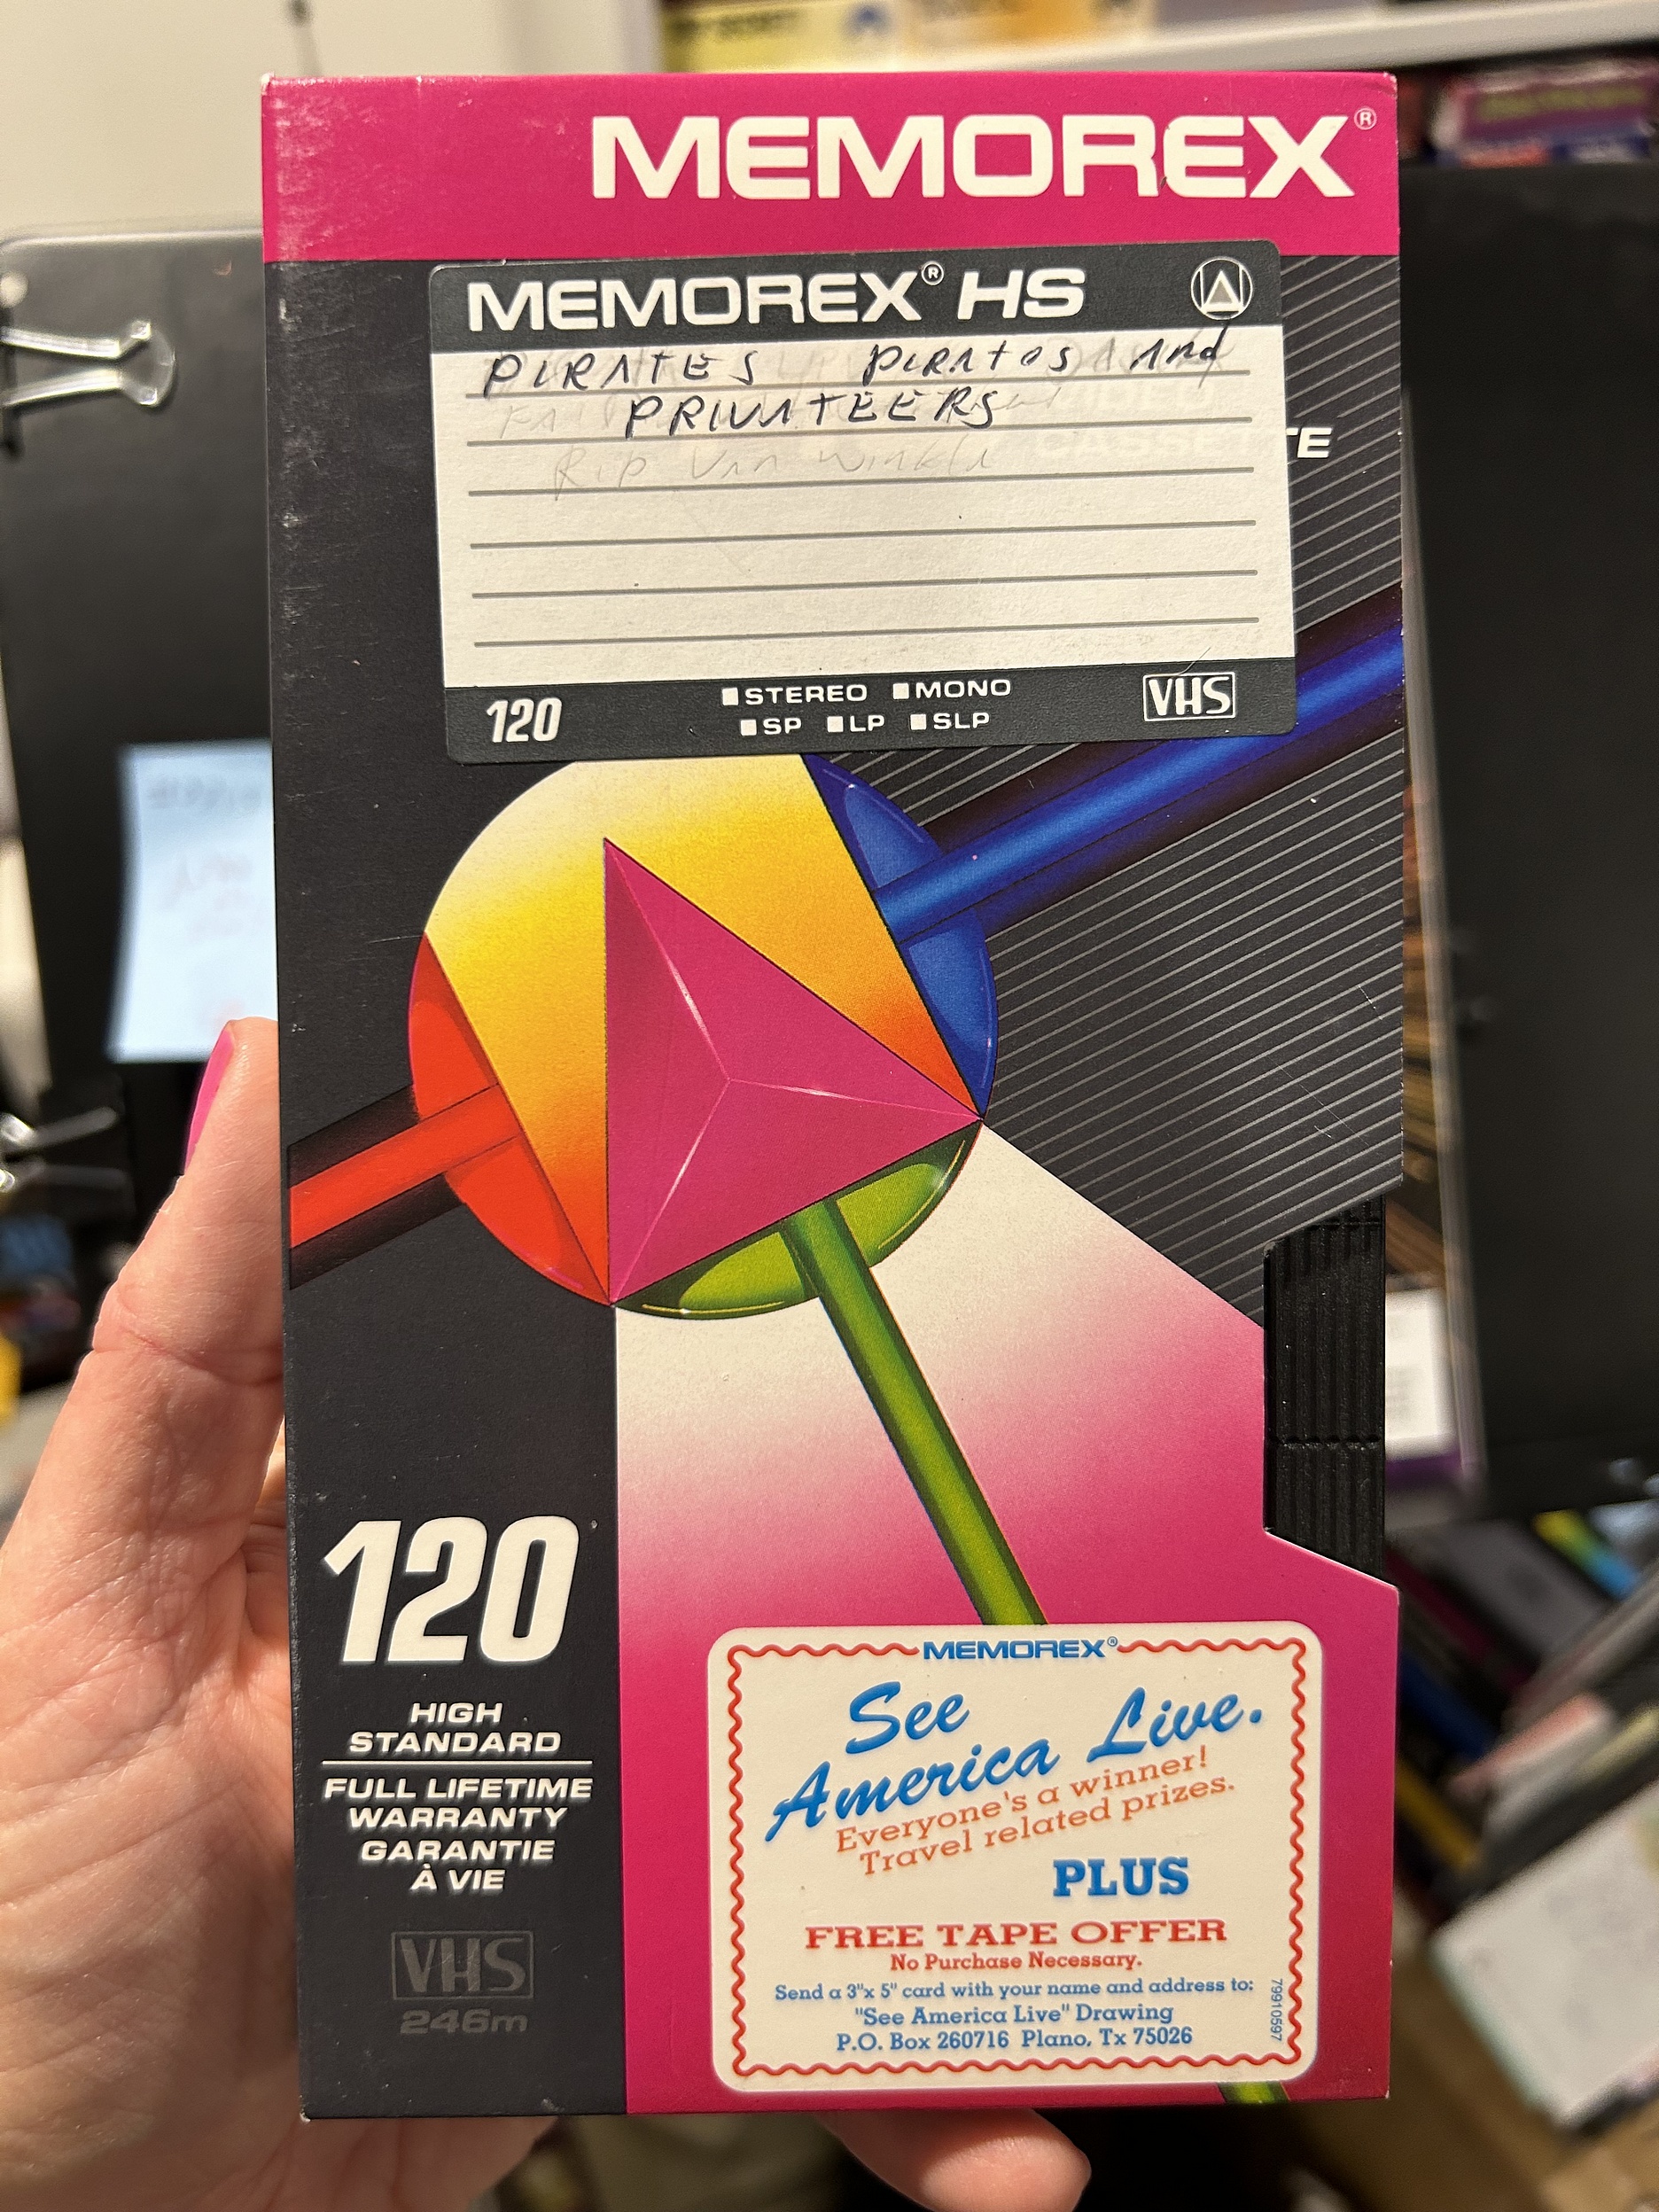 MEMOREX®
MEMOREX® HS
PIRATES PIRATES And
PRIVATEERS
Rip Van Winkle
TE
120
STEREO MONO
SP LP SLP
VHS
120
HIGH
STANDARD
FULL LIFETIME
WARRANTY
GARANTIE
À VIE
VHS
246m
MEMOREX®
See
America Live.
Everyone's a winner!
Travel related prizes.
PLUS
FREE TAPE OFFER
No Purchase Necessary.
Send a 3"x 5" card with your name and address to:
"See America Live" Drawing
P.O. Box 260716 Plano, Tx 75026
79910597